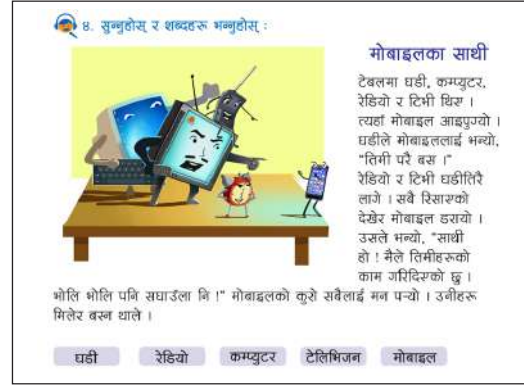 ४. सुन्नुहोस् र शब्दहरू भन्नुहोस् :
मोबाइलका साथी
टेबलमा घडी, कम्प्युटर,
रेडियो र टिभी थिए ।
त्यहाँ मोबाइल आइपुग्यो ।
घडीले मोबाइललाई भन्यो,
"तिमी परै बस ।"
रेडियो र टिभी घडीतिरै
लागे । सबै रिसाएको
देखेर मोबाइल डरायो ।
उसले भन्यो, "साथी
हो ! मैले तिमीहरूको
काम गरिदिएको छु ।
भोलि भोलि पनि सघाउँला नि !" मोबाइलको कुरो सबैलाई मन पऱ्यो । उनीहरू
मिलेर बस्न थाले ।
घडी रेडियो कम्प्युटर टेलिभिजन मोबाइल